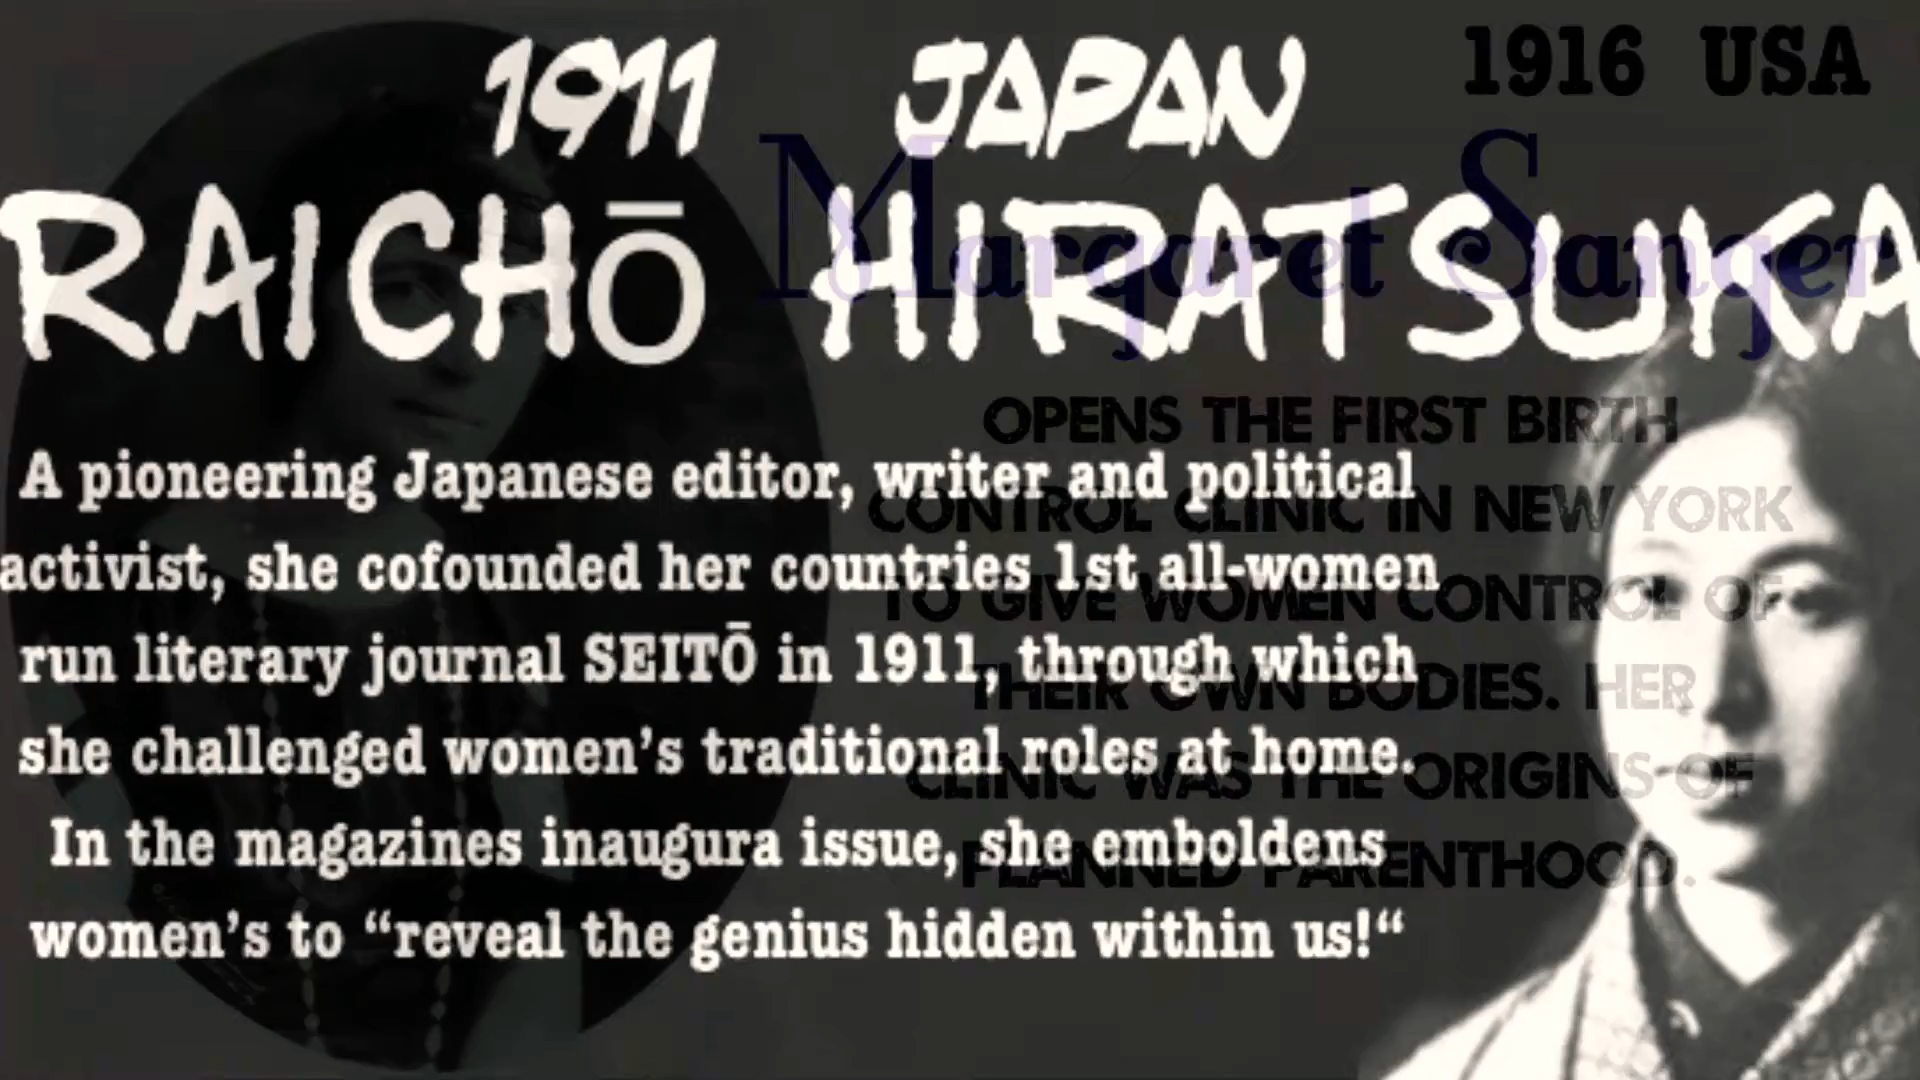 1911 JAPAN
RAICHŌ HIRATSUKA
A pioneering Japanese editor, writer and political
activist, she cofounded her countries 1st all-women
run literary journal SEITŌ in 1911, through which
she challenged women's traditional roles at home.
In the magazines inaugura issue, she emboldens
women's to “reveal the genius hidden within us!“
1916 USA
Margaret Sanger
OPENS THE FIRST BIRTH
CONTROL CLINIC IN NEW YORK
TO GIVE WOMEN CONTROL OF
THEIR OWN BODIES. HER
CLINIC WAS THE ORIGINS OF
PLANNED PARENTHOOD.